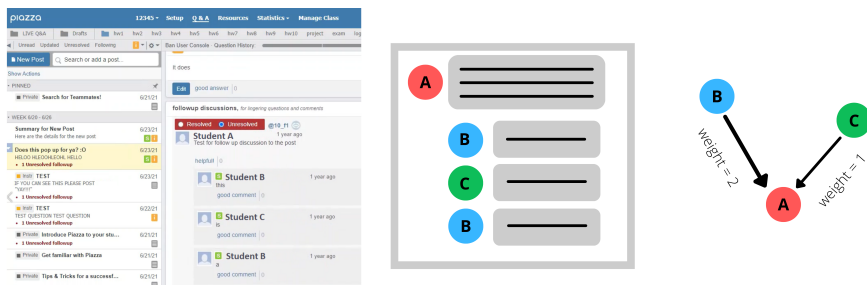 piazza 12345 Setup Q & A Resources Statistics Manage Class
LIVE Q&A Drafts hw1 hw2 hw3 hw4 hw5 hw6 hw7 hw8 hw9 hw10 project exam log
Unread Updated Unresolved Following Ban User Console Question History:
New Post Search or add a post...
Show Actions
PINNED
Private Search for Teammates! 6/21/21
WEEK 6/20 - 6/26
Summary for New Post 6/23/21
Here are the details for the new post
Does this pop up for ya? :O 6/23/21
HELOO HLEOOHLEOHL HELLO
• 1 Unresolved followup
Instr TEST 6/23/21
IF YOU CAN SEE THIS PLEASE POST
"YAY!!"
Instr TEST 6/22/21
TEST QUESTION TEST QUESTION
• 1 Unresolved followup
Private Introduce Piazza to your stu... 6/21/21
• 1 Unresolved followup
Private Get familiar with Piazza 6/21/21
Private Tips & Tricks for a successf... 6/21/21
it does
Edit good answer 0
followup discussions, for lingering questions and comments
Resolved Unresolved @10_f1
Student A 1 year ago
Test for follow up discussion to the post
helpful! 0
S Student B 1 year ago
this
good comment 0
S Student C 1 year ago
is
good comment 0
S Student B 1 year ago
a
good comment 0
A
B
C
B
B
C
weight = 2
weight = 1
A